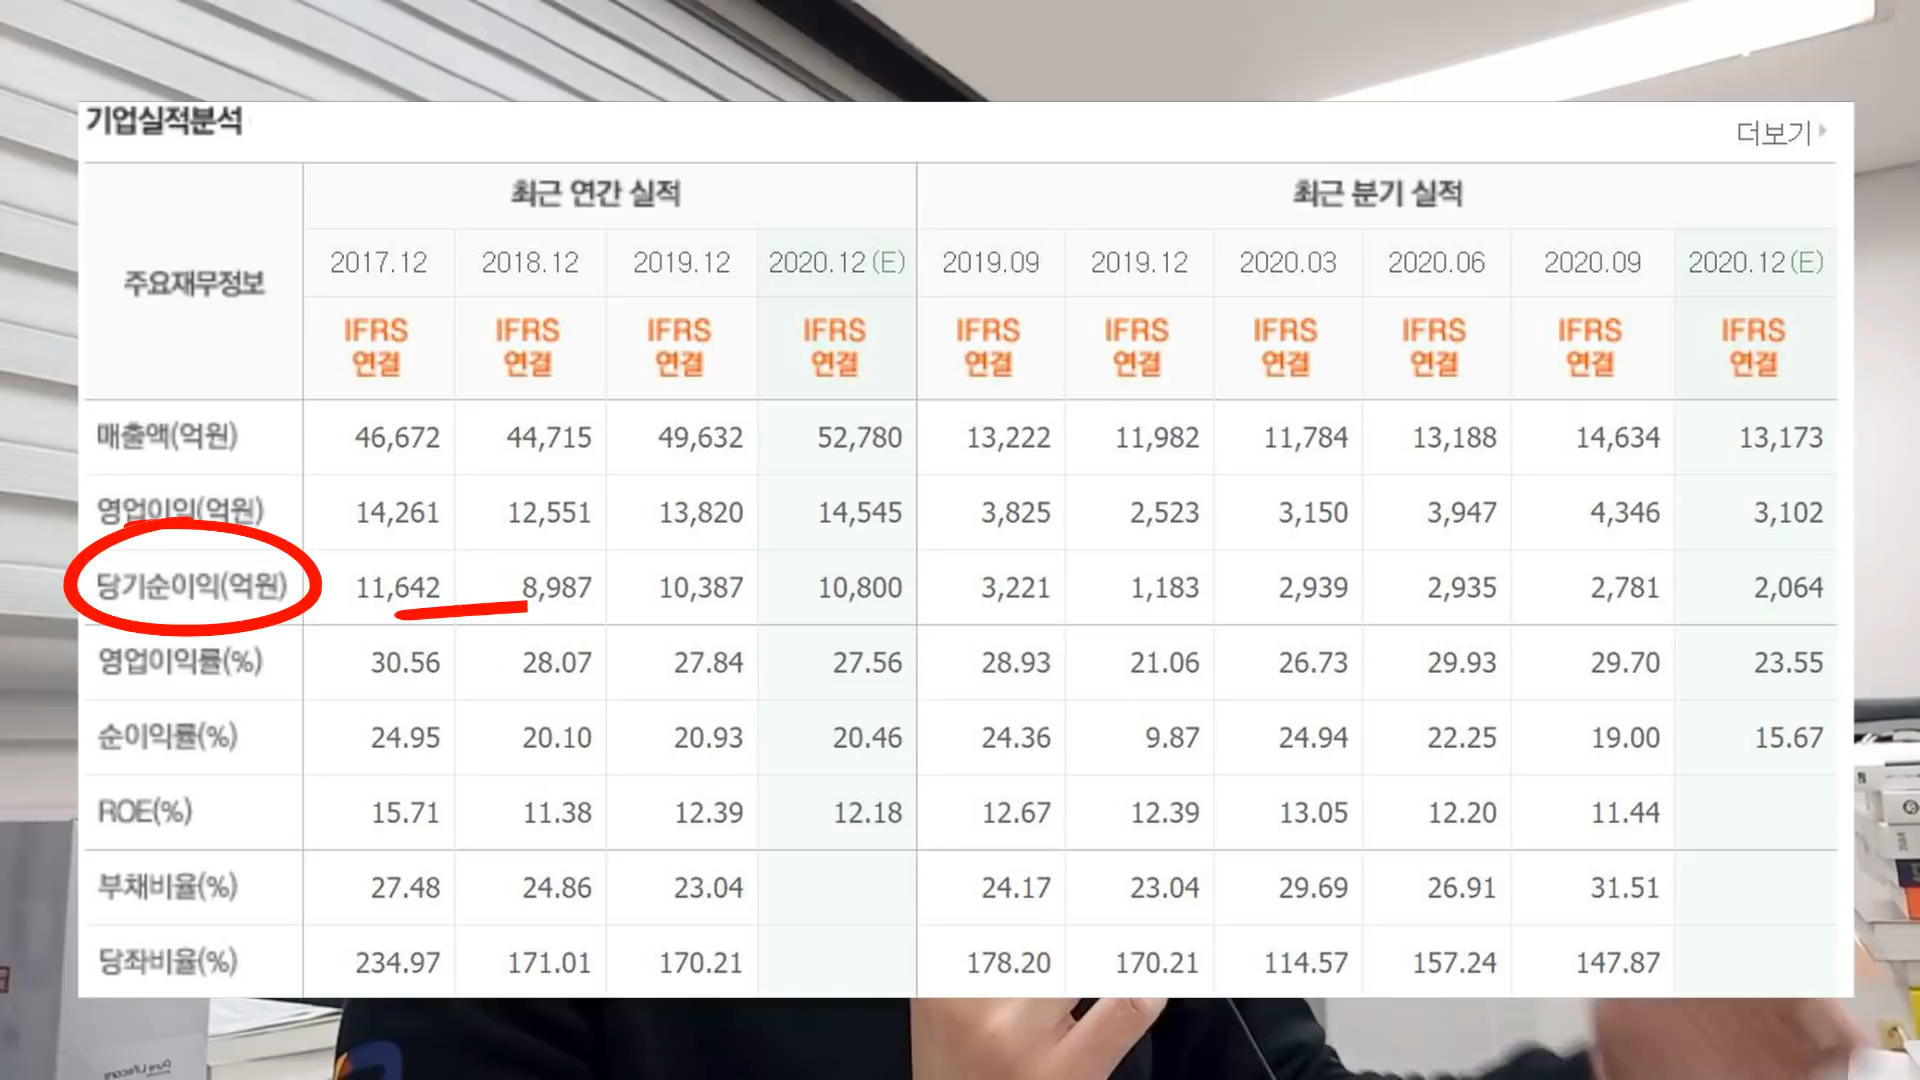 기업실적분석
더보기
주요재무정보 최근 연간 실적 최근 분기 실적
2017.12 2018.12 2019.12 2020.12(E) 2019.09 2019.12 2020.03 2020.06 2020.09 2020.12(E)
IFRS 연결 IFRS 연결 IFRS 연결 IFRS 연결 IFRS 연결 IFRS 연결 IFRS 연결 IFRS 연결 IFRS 연결 IFRS 연결
매출액(억원) 46,672 44,715 49,632 52,780 13,222 11,982 11,784 13,188 14,634 13,173
영업이익(억원) 14,261 12,551 13,820 14,545 3,825 2,523 3,150 3,947 4,346 3,102
당기순이익(억원) 11,642 8,987 10,387 10,800 3,221 1,183 2,939 2,935 2,781 2,064
영업이익률(%) 30.56 28.07 27.84 27.56 28.93 21.06 26.73 29.93 29.70 23.55
순이익률(%) 24.95 20.10 20.93 20.46 24.36 9.87 24.94 22.25 19.00 15.67
ROE(%) 15.71 11.38 12.39 12.18 12.67 12.39 13.05 12.20 11.44
부채비율(%) 27.48 24.86 23.04 24.17 23.04 29.69 26.91 31.51
당좌비율(%) 234.97 171.01 170.21 178.20 170.21 114.57 157.24 147.87